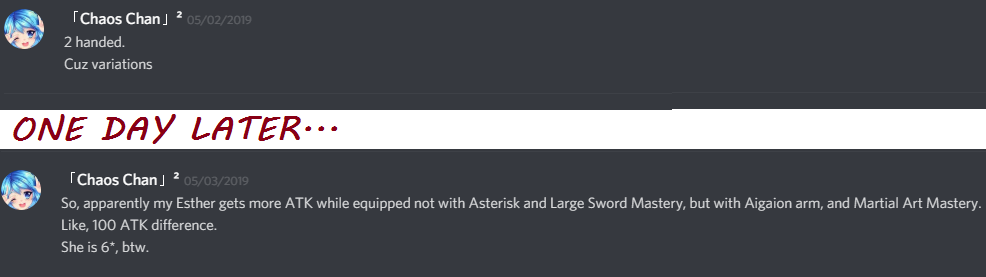 「Chaos Chan」² 05/02/2019
2 handed.
Cuz variations
ONE DAY LATER...
「Chaos Chan」² 05/03/2019
So, apparently my Esther gets more ATK while equipped not with Asterisk and Large Sword Mastery, but with Aigaion arm, and Martial Art Mastery.
Like, 100 ATK difference.
She is 6*, btw.